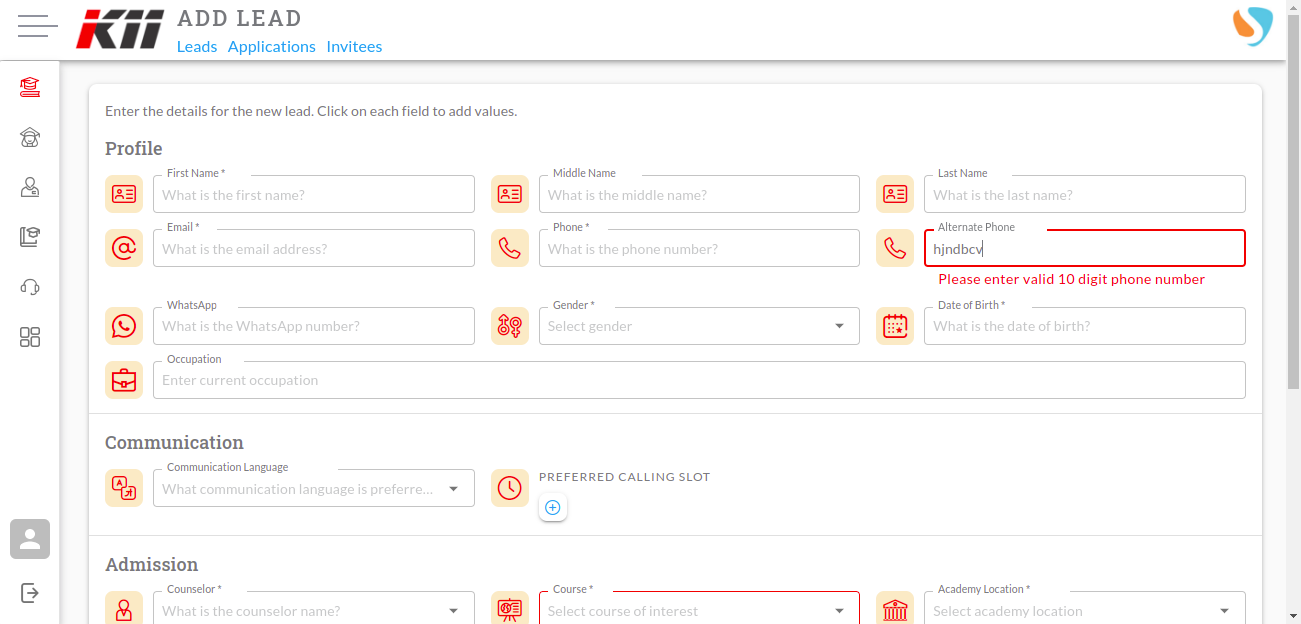 KII ADD LEAD
Leads Applications Invitees
Enter the details for the new lead. Click on each field to add values.
Profile
First Name * Middle Name Last Name
What is the first name? What is the middle name? What is the last name?
Email * Phone * Alternate Phone
What is the email address? What is the phone number? hjndbcv
Please enter valid 10 digit phone number
WhatsApp Gender * Date of Birth *
What is the WhatsApp number? Select gender What is the date of birth?
Occupation
Enter current occupation
Communication
Communication Language
What communication language is preferre... PREFERRED CALLING SLOT
Admission
Counselor * Course * Academy Location *
What is the counselor name? Select course of interest Select academy location